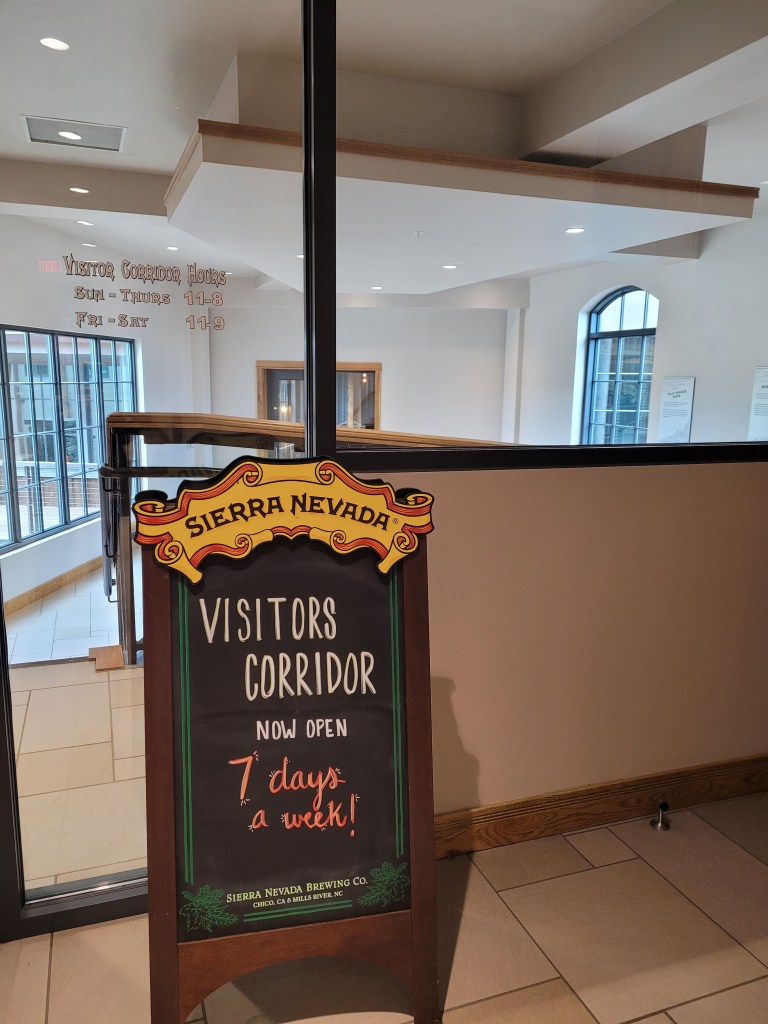 Visitor Corridor Hours
Sun - Thurs 11-8
Fri - Sat 11-9
SIERRA NEVADA®
VISITORS
CORRIDOR
NOW OPEN
7 days
a week!
SIERRA NEVADA BREWING CO.
CHICO, CA & MILLS RIVER, NC